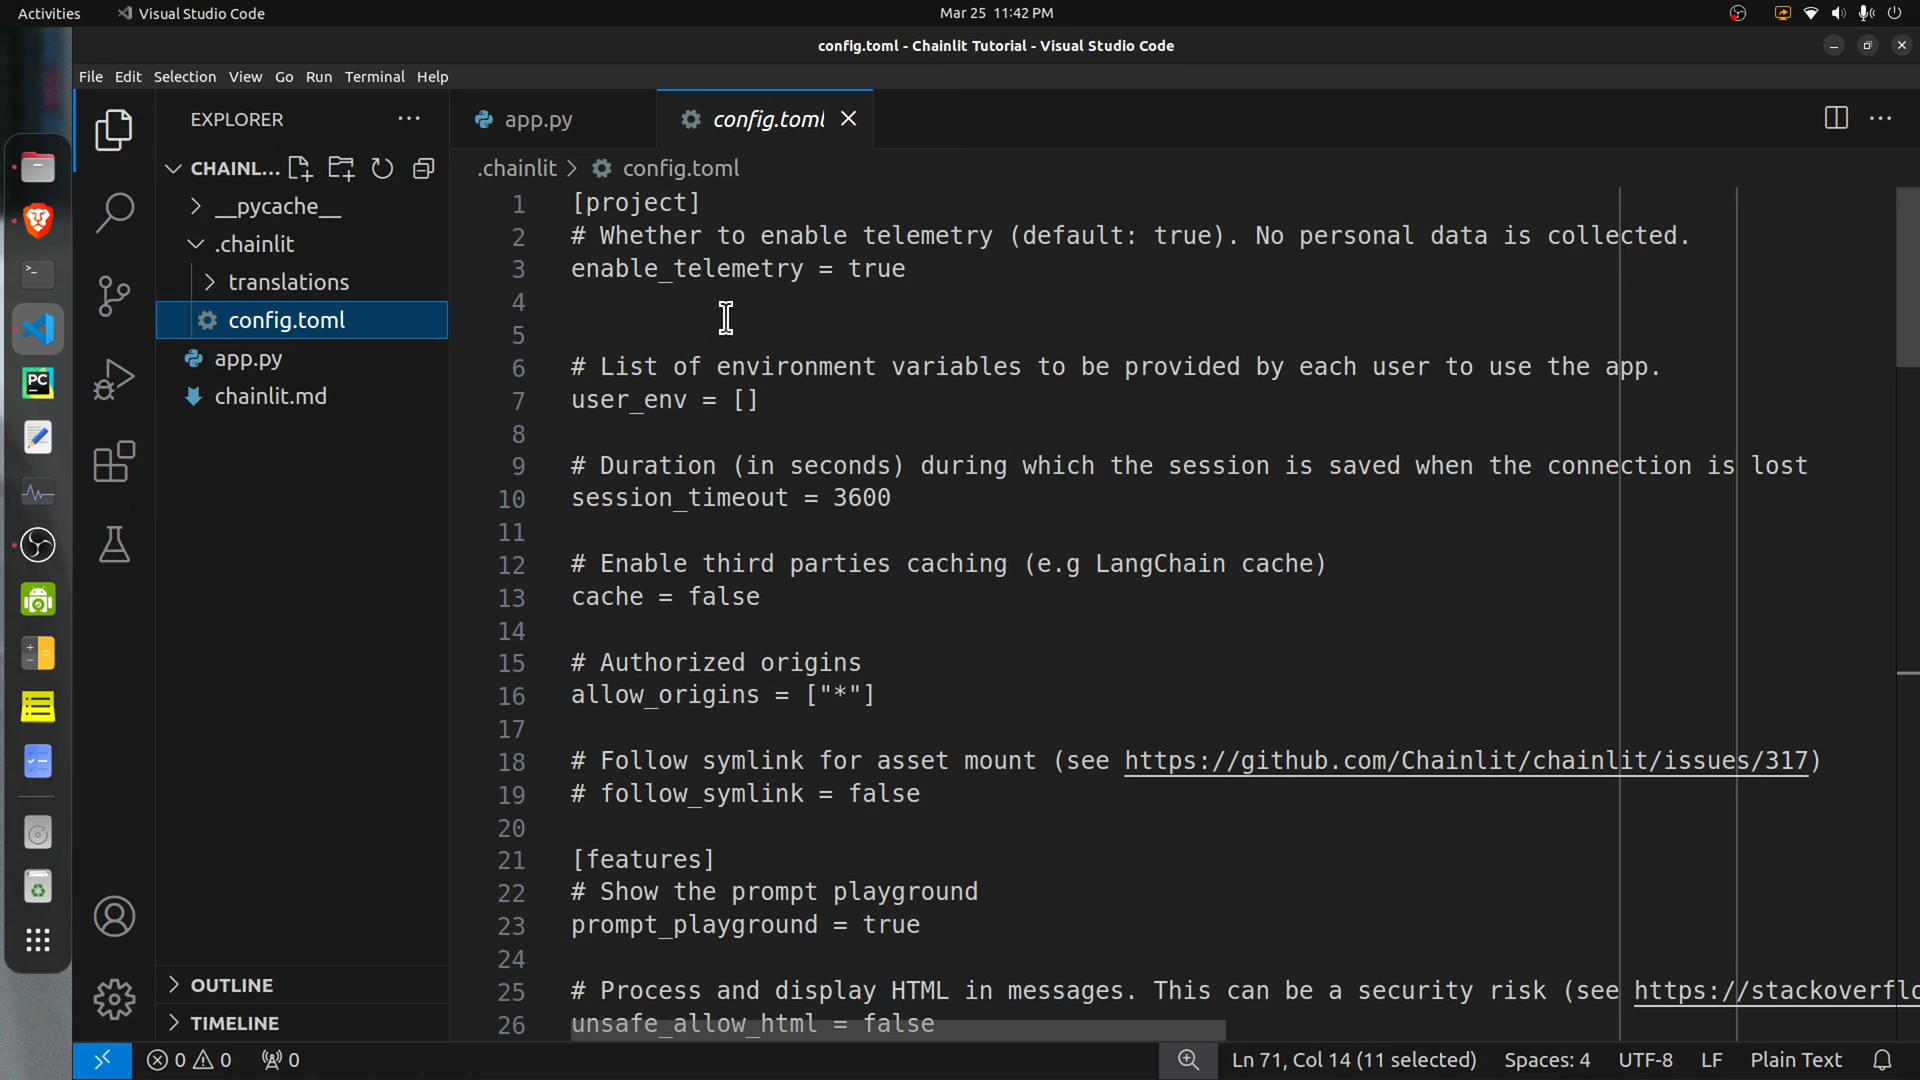 Activities
Visual Studio Code
Mar 25 11:42 PM
config.toml - Chainlit Tutorial - Visual Studio Code
File Edit Selection View Go Run Terminal Help
EXPLORER
CHAINL...
__pycache__
.chainlit
translations
config.toml
app.py
chainlit.md
OUTLINE
TIMELINE
app.py
config.toml
.chainlit > config.toml
1 [project]
2 # Whether to enable telemetry (default: true). No personal data is collected.
3 enable_telemetry = true
4
5
6 # List of environment variables to be provided by each user to use the app.
7 user_env = []
8
9 # Duration (in seconds) during which the session is saved when the connection is lost
10 session_timeout = 3600
11
12 # Enable third parties caching (e.g LangChain cache)
13 cache = false
14
15 # Authorized origins
16 allow_origins = ["*"]
17
18 # Follow symlink for asset mount (see https://github.com/Chainlit/chainlit/issues/317)
19 # follow_symlink = false
20
21 [features]
22 # Show the prompt playground
23 prompt_playground = true
24
25 # Process and display HTML in messages. This can be a security risk (see https://stackoverflo
26 unsafe_allow_html = false
0 0 0
Ln 71, Col 14 (11 selected) Spaces: 4 UTF-8 LF Plain Text
PC